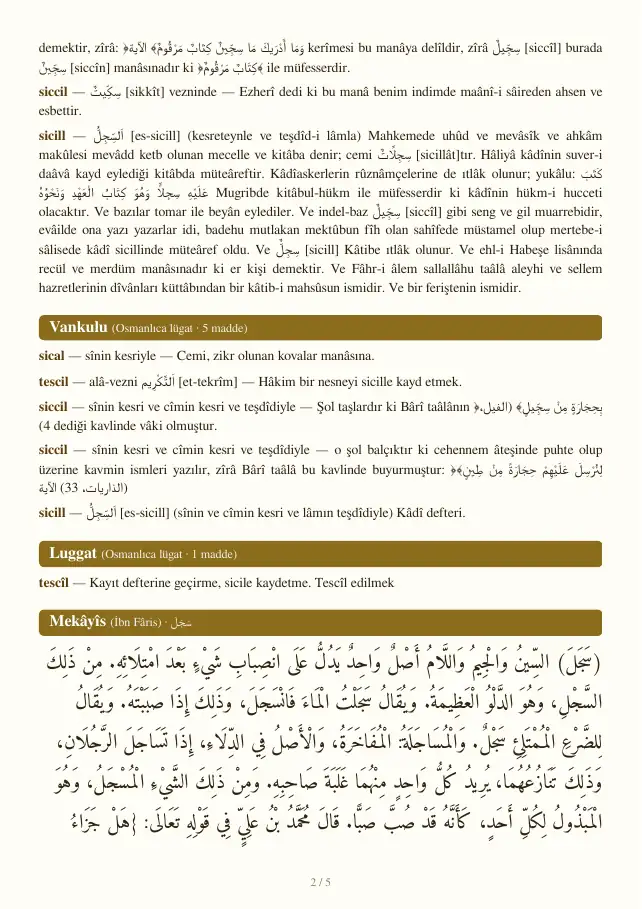 demektir, zîrâ: ﴿وَمَا أَدْرَيكَ مَا سِجِّينٌ كِتَابٌ مَرْقُومٌ﴾ الآية kerîmesi bu manâya delîldir, zîrâ سِجِّيلٌ [siccîl] burada
سِجِّينٌ [siccîn] manâsınadır ki ﴿كِتَابٌ مَرْقُومٌ﴾ ile müfesserdir.
siccil — سِكِّيتٌ [sikkît] vezninde — Ezherî dedi ki bu manâ benim indimde maânî-i sâireden ahsen ve
esbettir.
sicill — اَلسِّجِلُّ [es-sicill] (kesreteynle ve teşdîd-i lâmla) Mahkemede uhûd ve mevâsîk ve ahkâm
makûlesi mevâdd ketb olunan mecelle ve kitâba denir; cemi سِجِلَّاتٌ [sicillât]tır. Hâliyâ kâdînin suver-i
daâvâ kayd eylediği kitâbda müteâreftir. Kâdîaskerlerin rûznâmçelerine de ıtlâk olunur; yukâlu: كَتَبَ
عَلَيْهِ سِجِلًّا وَهُوَ كِتَابُ الْعَهْدِ وَنَحْوُهُ Mugribde kitâbul-hükm ile müfesserdir ki kâdînin hükm-i hucceti
olacaktır. Ve bazılar tomar ile beyân eylediler. Ve indel-baz سِجِّيلٌ [siccîl] gibi seng ve gil muarrebidir,
evâilde ona yazı yazarlar idi, badehu mutlakan mektûbun fîh olan sahîfede müstamel olup mertebe-i
sâlisede kâdî sicillinde müteâref oldu. Ve سِجِلٌّ [sicill] Kâtibe ıtlâk olunur. Ve ehl-i Habeşe lisânında
recül ve merdüm manâsınadır ki er kişi demektir. Ve Fâhr-i âlem sallallâhu taâlâ aleyhi ve sellem
hazretlerinin dîvânları küttâbından bir kâtib-i mahsûsun ismidir. Ve bir feriştenin ismidir.
Vankulu (Osmanlıca lügat · 5 madde)
sical — sînin kesriyle — Cemi, zikr olunan kovalar manâsına.
tescil — alâ-vezni اَلتَّكْرِيمِ [et-tekrîm] — Hâkim bir nesneyi sicille kayd etmek.
siccil — sînin kesri ve cîmin kesri ve teşdîdiyle — Şol taşlardır ki Bârî taâlânın ﴿بِحِجَارَةٍ مِنْ سِجِّيلٍ﴾ (الفيل،
4) dediği kavlinde vâki olmuştur.
siccil — sînin kesri ve cîmin kesri ve teşdîdiyle — o şol balçıktır ki cehennem âteşinde puhte olup
üzerine kavmin ismleri yazılır, zîrâ Bârî taâlâ bu kavlinde buyurmuştur: ﴿لِنُرْسِلَ عَلَيْهِمْ حِجَارَةً مِنْ طِينٍ﴾
(الذاريات، 33) الآية
sicill — اَلسِّجِلُّ [es-sicill] (sînin ve cîmin kesri ve lâmın teşdîdiyle) Kâdî defteri.
Luggat (Osmanlıca lügat · 1 madde)
tescîl — Kayıt defterine geçirme, sicile kaydetme. Tescîl edilmek
Mekâyîs (İbn Fâris) · سَجَلَ
(سَجَلَ) السِّينُ وَالْجِيمُ وَاللَّامُ أَصْلٌ وَاحِدٌ يَدُلُّ عَلَى انْصِبَابِ شَيْءٍ بَعْدَ امْتِلَائِهِ. مِنْ ذَلِكَ
السَّجْلِ، وَهُوَ الدَّلْوُ الْعَظِيمَةُ. وَيُقَالُ سَجَلْتُ الْمَاءَ فَانْسَجَلَ، وَذَلِكَ إِذَا صَبَبْتَهُ. وَيُقَالُ
لِلضَّرْعِ الْمُمْتَلِئِ سَجْلٌ. وَالْمُسَاجَلَةُ: الْمُفَاخَرَةُ، وَالْأَصْلُ فِي الدِّلَاءِ، إِذَا تَسَاجَلَ الرَّجُلَانِ،
وَذَلِكَ تَنَازُعُهُمَا، يُرِيدُ كُلُّ وَاحِدٍ مِنْهُمَا غَلَبَةَ صَاحِبِهِ. وَمِنْ ذَلِكَ الشَّيْءِ الْمُسْجَلُ، وَهُوَ
الْمَبْذُولُ لِكُلِّ أَحَدٍ، كَأَنَّهُ قَدْ صُبَّ صَبًّا. قَالَ مُحَمَّدُ بْنُ عَلِيٍّ فِي قَوْلِهِ تَعَالَى: {هَلْ جَزَاءُ
2 / 5